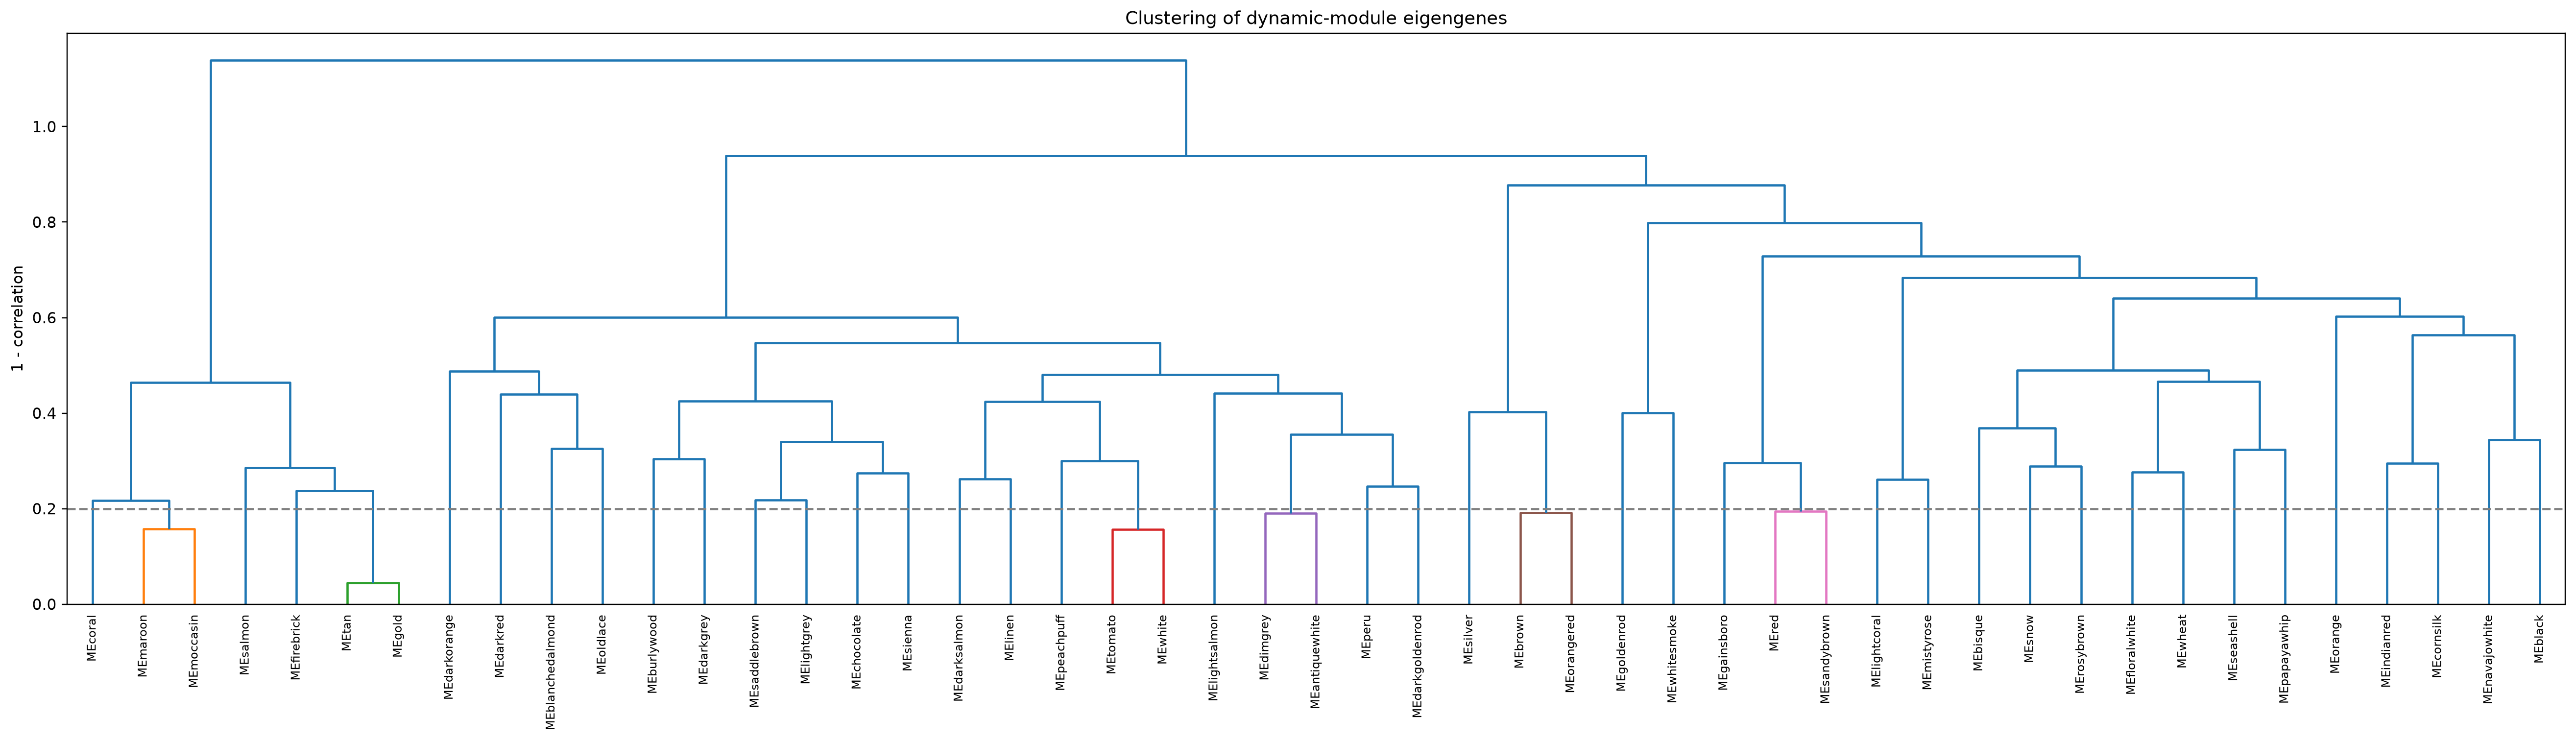 Clustering of dynamic-module eigengenes
1 - correlation
1.0
0.8
0.6
0.4
0.2
0.0
MEcoral
MEmaroon
MEmoccasin
MEsalmon
MEfirebrick
MEtan
MEgold
MEdarkorange
MEdarkred
MEblanchedalmond
MEoldlace
MEburlywood
MEdarkgrey
MEsaddlebrown
MElightgrey
MEchocolate
MEsienna
MEdarksalmon
MElinen
MEpeachpuff
MEtomato
MEwhite
MElightsalmon
MEdimgrey
MEantiquewhite
MEperu
MEdarkgoldenrod
MEsilver
MEbrown
MEorangered
MEgoldenrod
MEwhitesmoke
MEgainsboro
MEred
MEsandybrown
MElightcoral
MEmistyrose
MEbisque
MEsnow
MErosybrown
MEfloralwhite
MEwheat
MEseashell
MEpapayawhip
MEorange
MEindianred
MEcornsilk
MEnavajowhite
MEblack